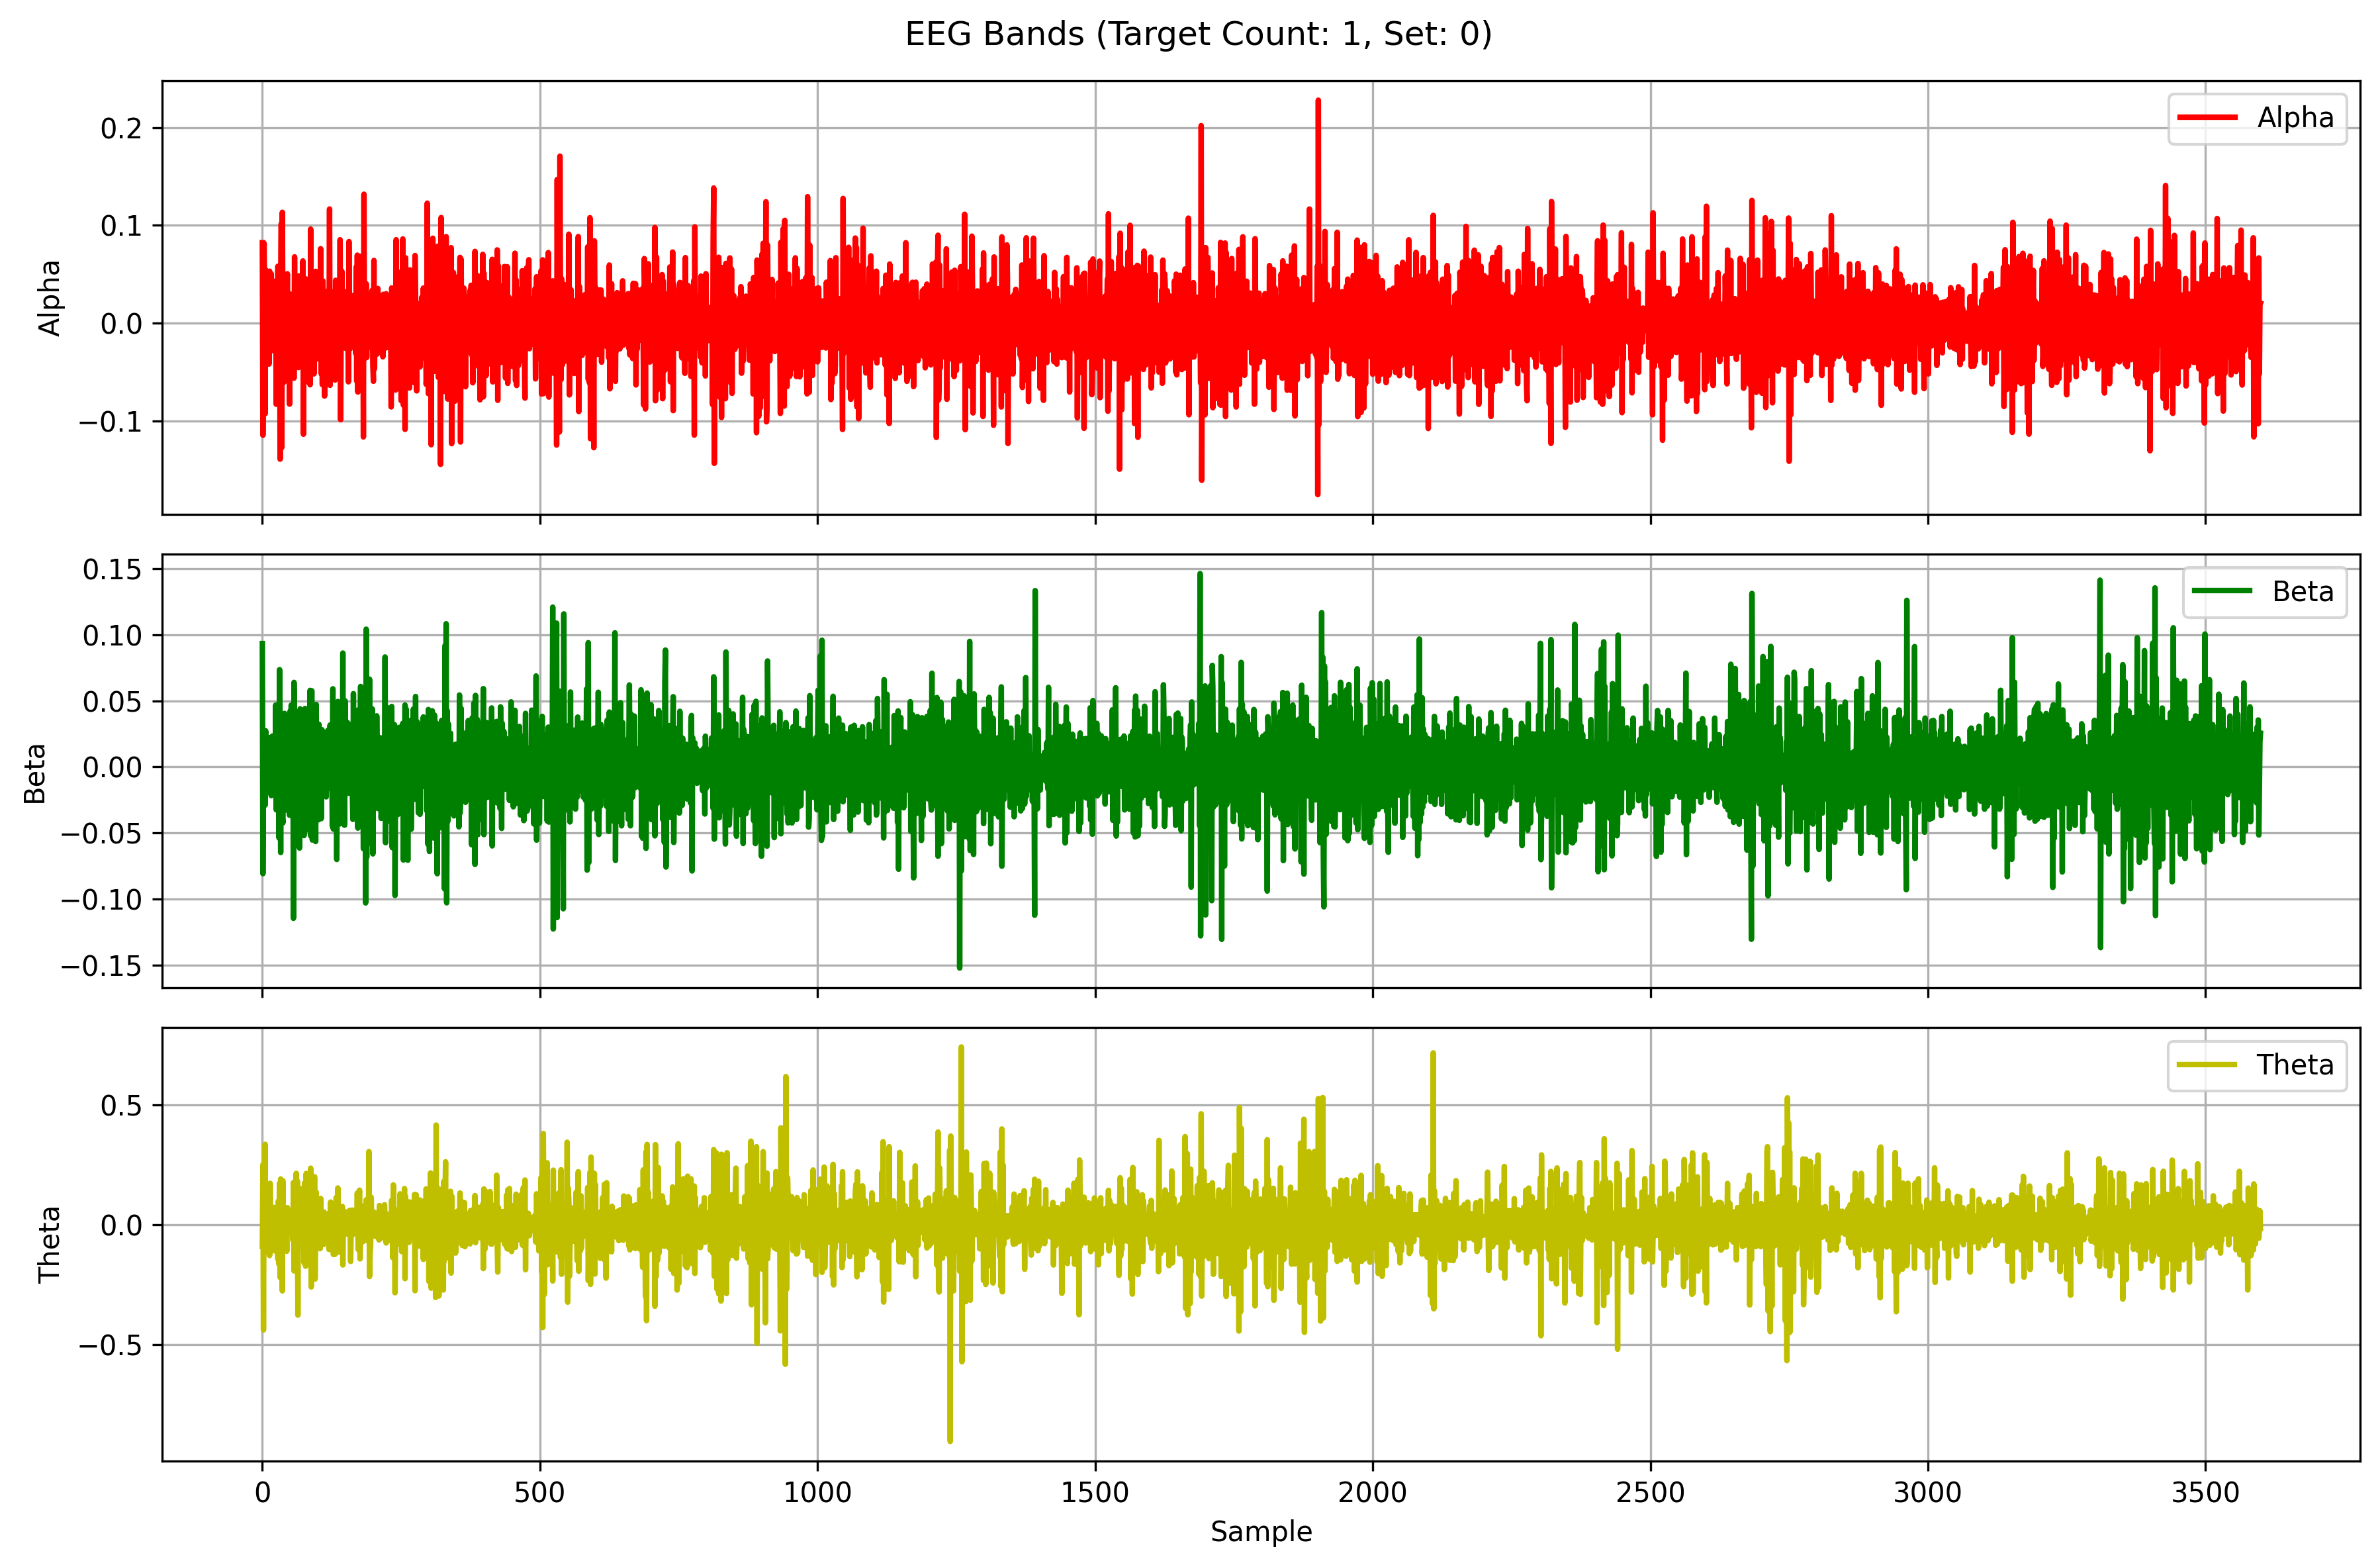 EEG Bands (Target Count: 1, Set: 0)
Alpha
0.2
0.1
0.0
−0.1
Alpha
Beta
0.15
0.10
0.05
0.00
−0.05
−0.10
−0.15
Beta
Theta
0.5
0.0
−0.5
Theta
0 500 1000 1500 2000 2500 3000 3500
Sample